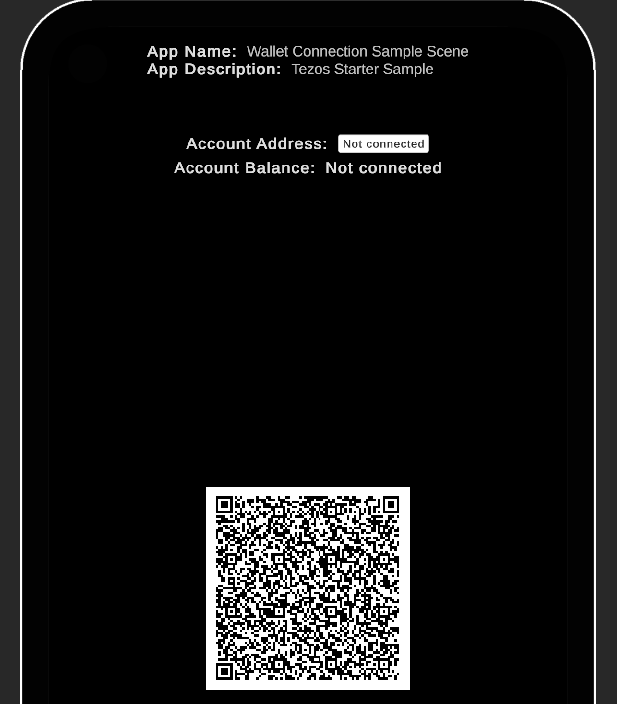 App Name: Wallet Connection Sample Scene
App Description: Tezos Starter Sample
Account Address: Not connected
Account Balance: Not connected